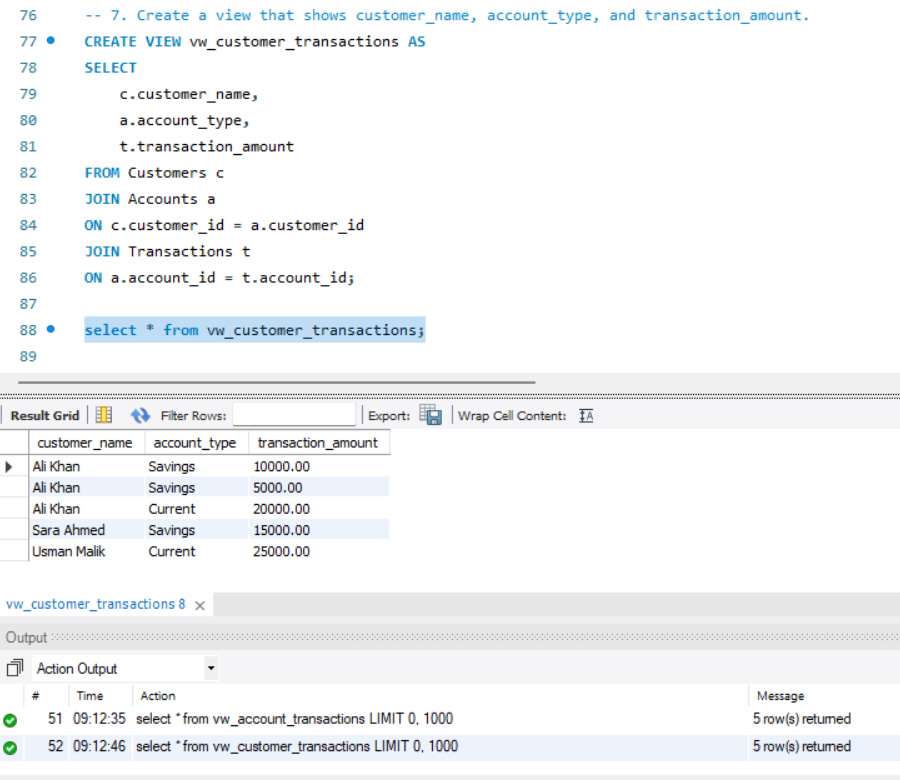 76 -- 7. Create a view that shows customer_name, account_type, and transaction_amount.
77 CREATE VIEW vw_customer_transactions AS
78 SELECT
79 c.customer_name,
80 a.account_type,
81 t.transaction_amount
82 FROM Customers c
83 JOIN Accounts a
84 ON c.customer_id = a.customer_id
85 JOIN Transactions t
86 ON a.account_id = t.account_id;
87
88 select * from vw_customer_transactions;
89
Result Grid Filter Rows: Export: Wrap Cell Content: IA
customer_name account_type transaction_amount
Ali Khan Savings 10000.00
Ali Khan Savings 5000.00
Ali Khan Current 20000.00
Sara Ahmed Savings 15000.00
Usman Malik Current 25000.00
vw_customer_transactions 8 ×
Output
Action Output
# Time Action Message
51 09:12:35 select * from vw_account_transactions LIMIT 0, 1000 5 row(s) returned
52 09:12:46 select * from vw_customer_transactions LIMIT 0, 1000 5 row(s) returned